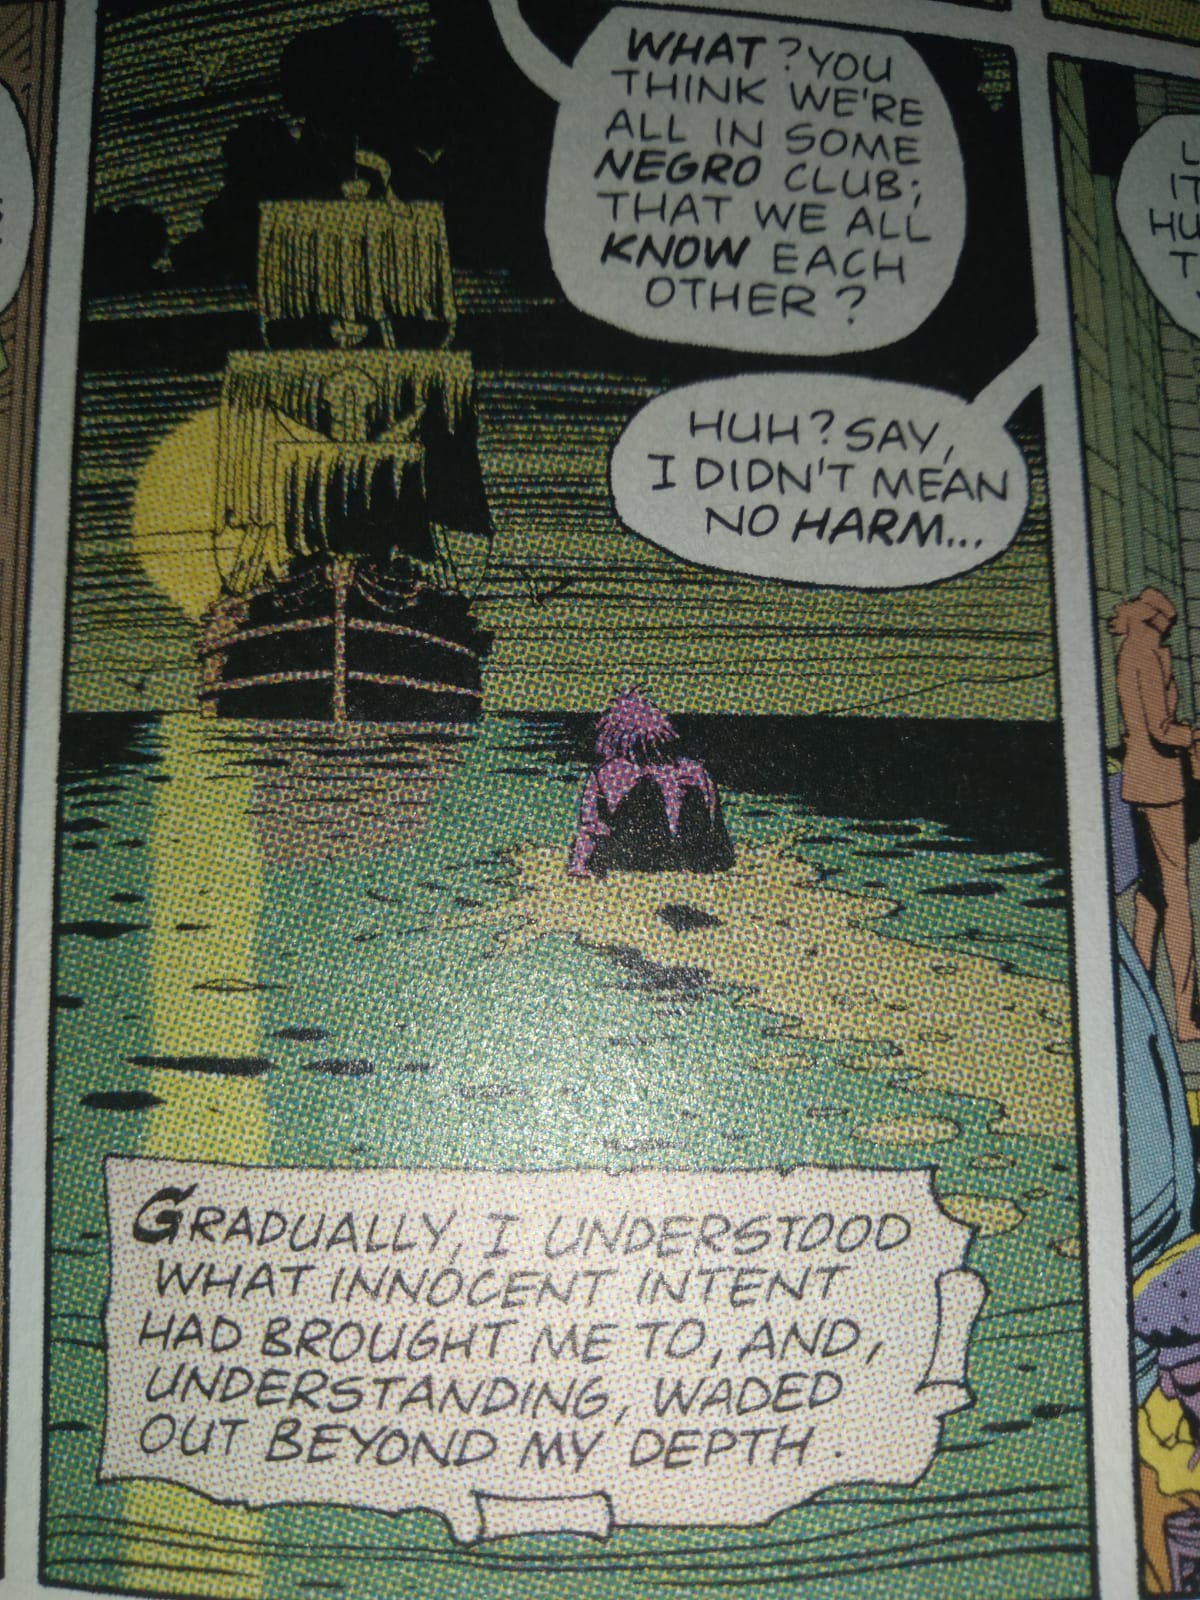 WHAT? YOU
THINK WE'RE
ALL IN SOME
NEGRO CLUB;
THAT WE ALL
KNOW EACH
OTHER?
HUH? SAY,
I DIDN'T MEAN
NO HARM...
GRADUALLY, I UNDERSTOOD
WHAT INNOCENT INTENT
HAD BROUGHT ME TO, AND,
UNDERSTANDING, WADED
OUT BEYOND MY DEPTH.